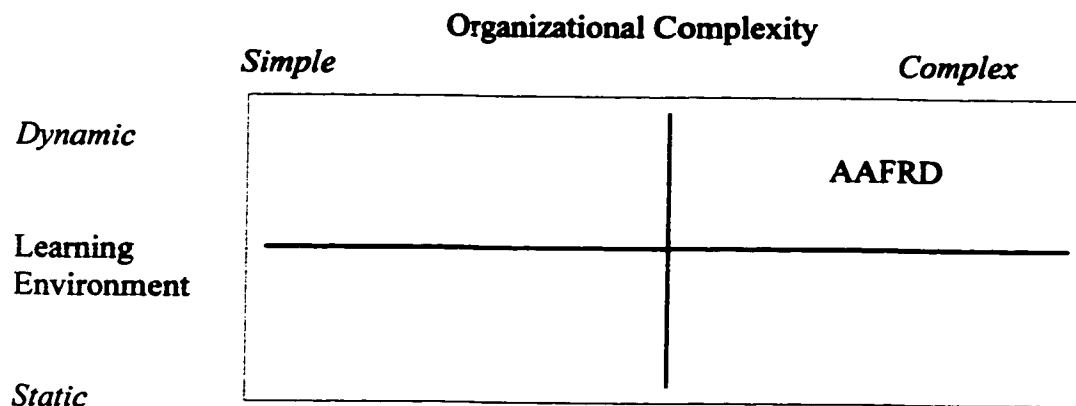 Organizational Complexity
Simple
Complex
Dynamic
AAFRD
Learning
Environment
Static